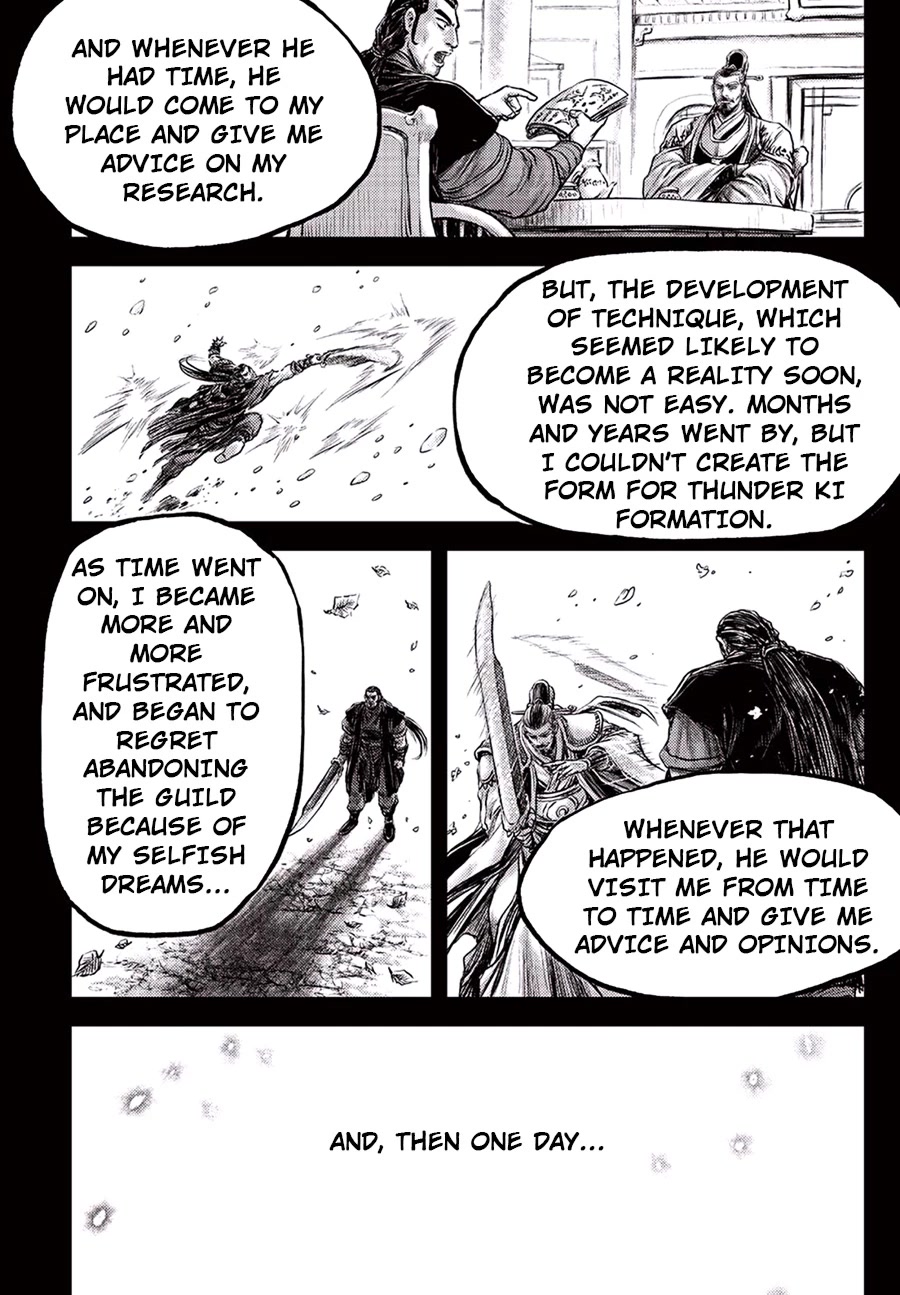 AND WHENEVER HE
HAD TIME, HE
WOULD COME TO MY
PLACE AND GIVE ME
ADVICE ON MY
RESEARCH.
BUT, THE DEVELOPMENT
OF TECHNIQUE, WHICH
SEEMED LIKELY TO
BECOME A REALITY SOON,
WAS NOT EASY. MONTHS
AND YEARS WENT BY, BUT
I COULDN'T CREATE THE
FORM FOR THUNDER KI
FORMATION.
AS TIME WENT
ON, I BECAME
MORE AND
MORE
FRUSTRATED,
AND BEGAN TO
REGRET
ABANDONING
THE GUILD
BECAUSE OF
MY SELFISH
DREAMS...
WHENEVER THAT
HAPPENED, HE WOULD
VISIT ME FROM TIME
TO TIME AND GIVE ME
ADVICE AND OPINIONS.
AND, THEN ONE DAY...